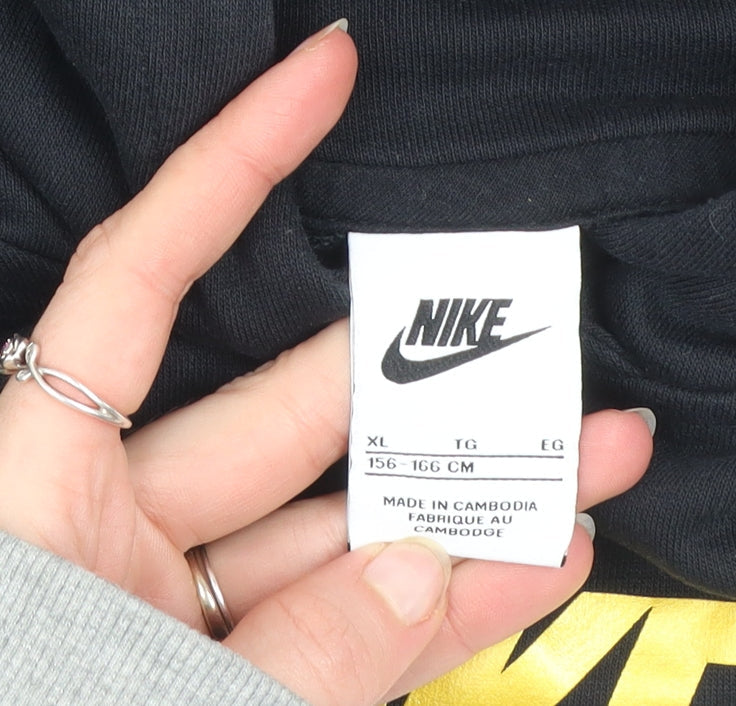 NIKE
XL TG EG
156-166 CM
MADE IN CAMBODIA
FABRIQUE AU
CAMBODGE